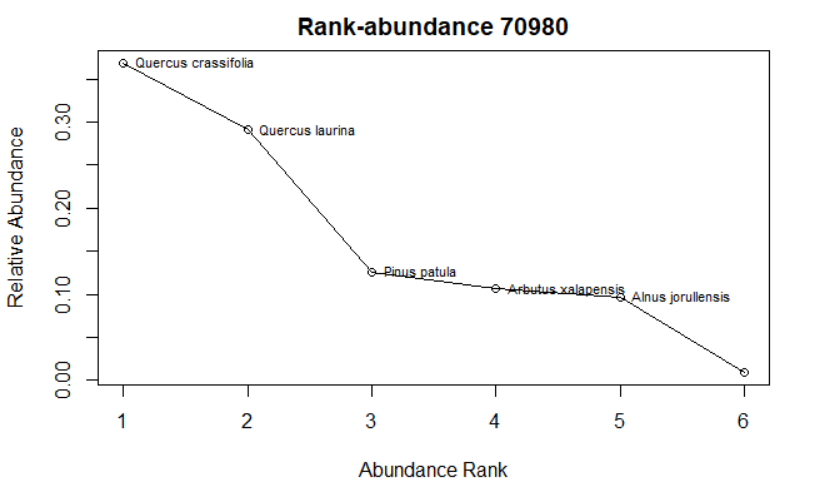 Rank-abundance 70980
Quercus crassifolia
Quercus laurina
Pinus patula
Arbutus xalapensis
Alnus jorullensis
Relative Abundance
0.30
0.20
0.10
0.00
1 2 3 4 5 6
Abundance Rank